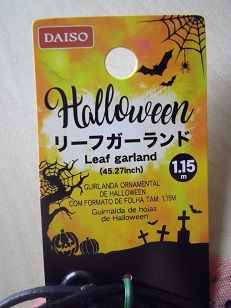 DAISO
Halloween
リーフガーランド
Leaf garland
(45.27inch)
1.15
m
GUIRLANDA ORNAMENTAL
DE HALLOWEEN
COM FORMATO DE FOLHA, TAM. 1,15M
Guirnalda de hojas
de Halloween